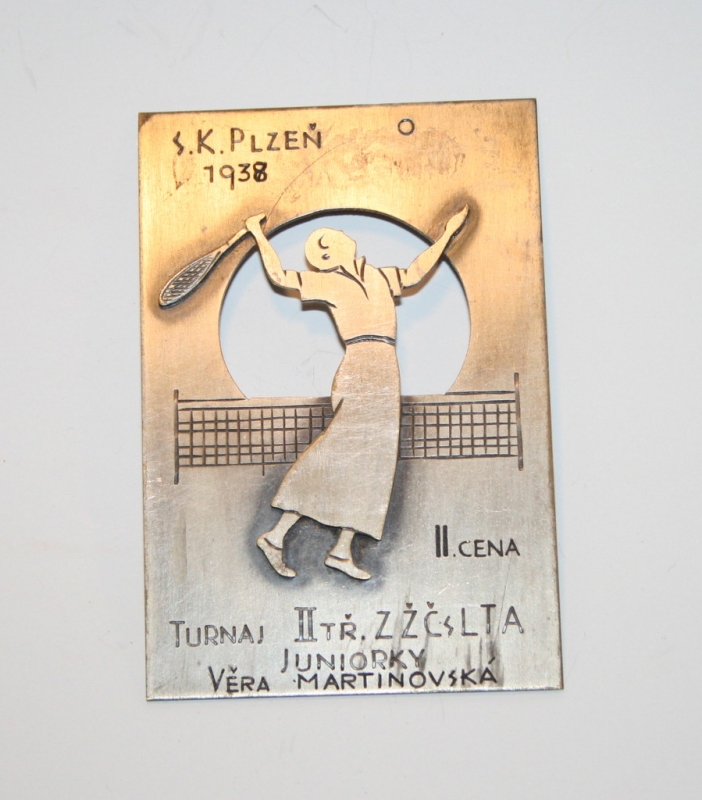 S.K. PLZEŇ
1938
II. CENA
TURNAJ II TŘ. ZŽČsLTA
JUNIORKY
VĚRA MARTINOVSKÁ